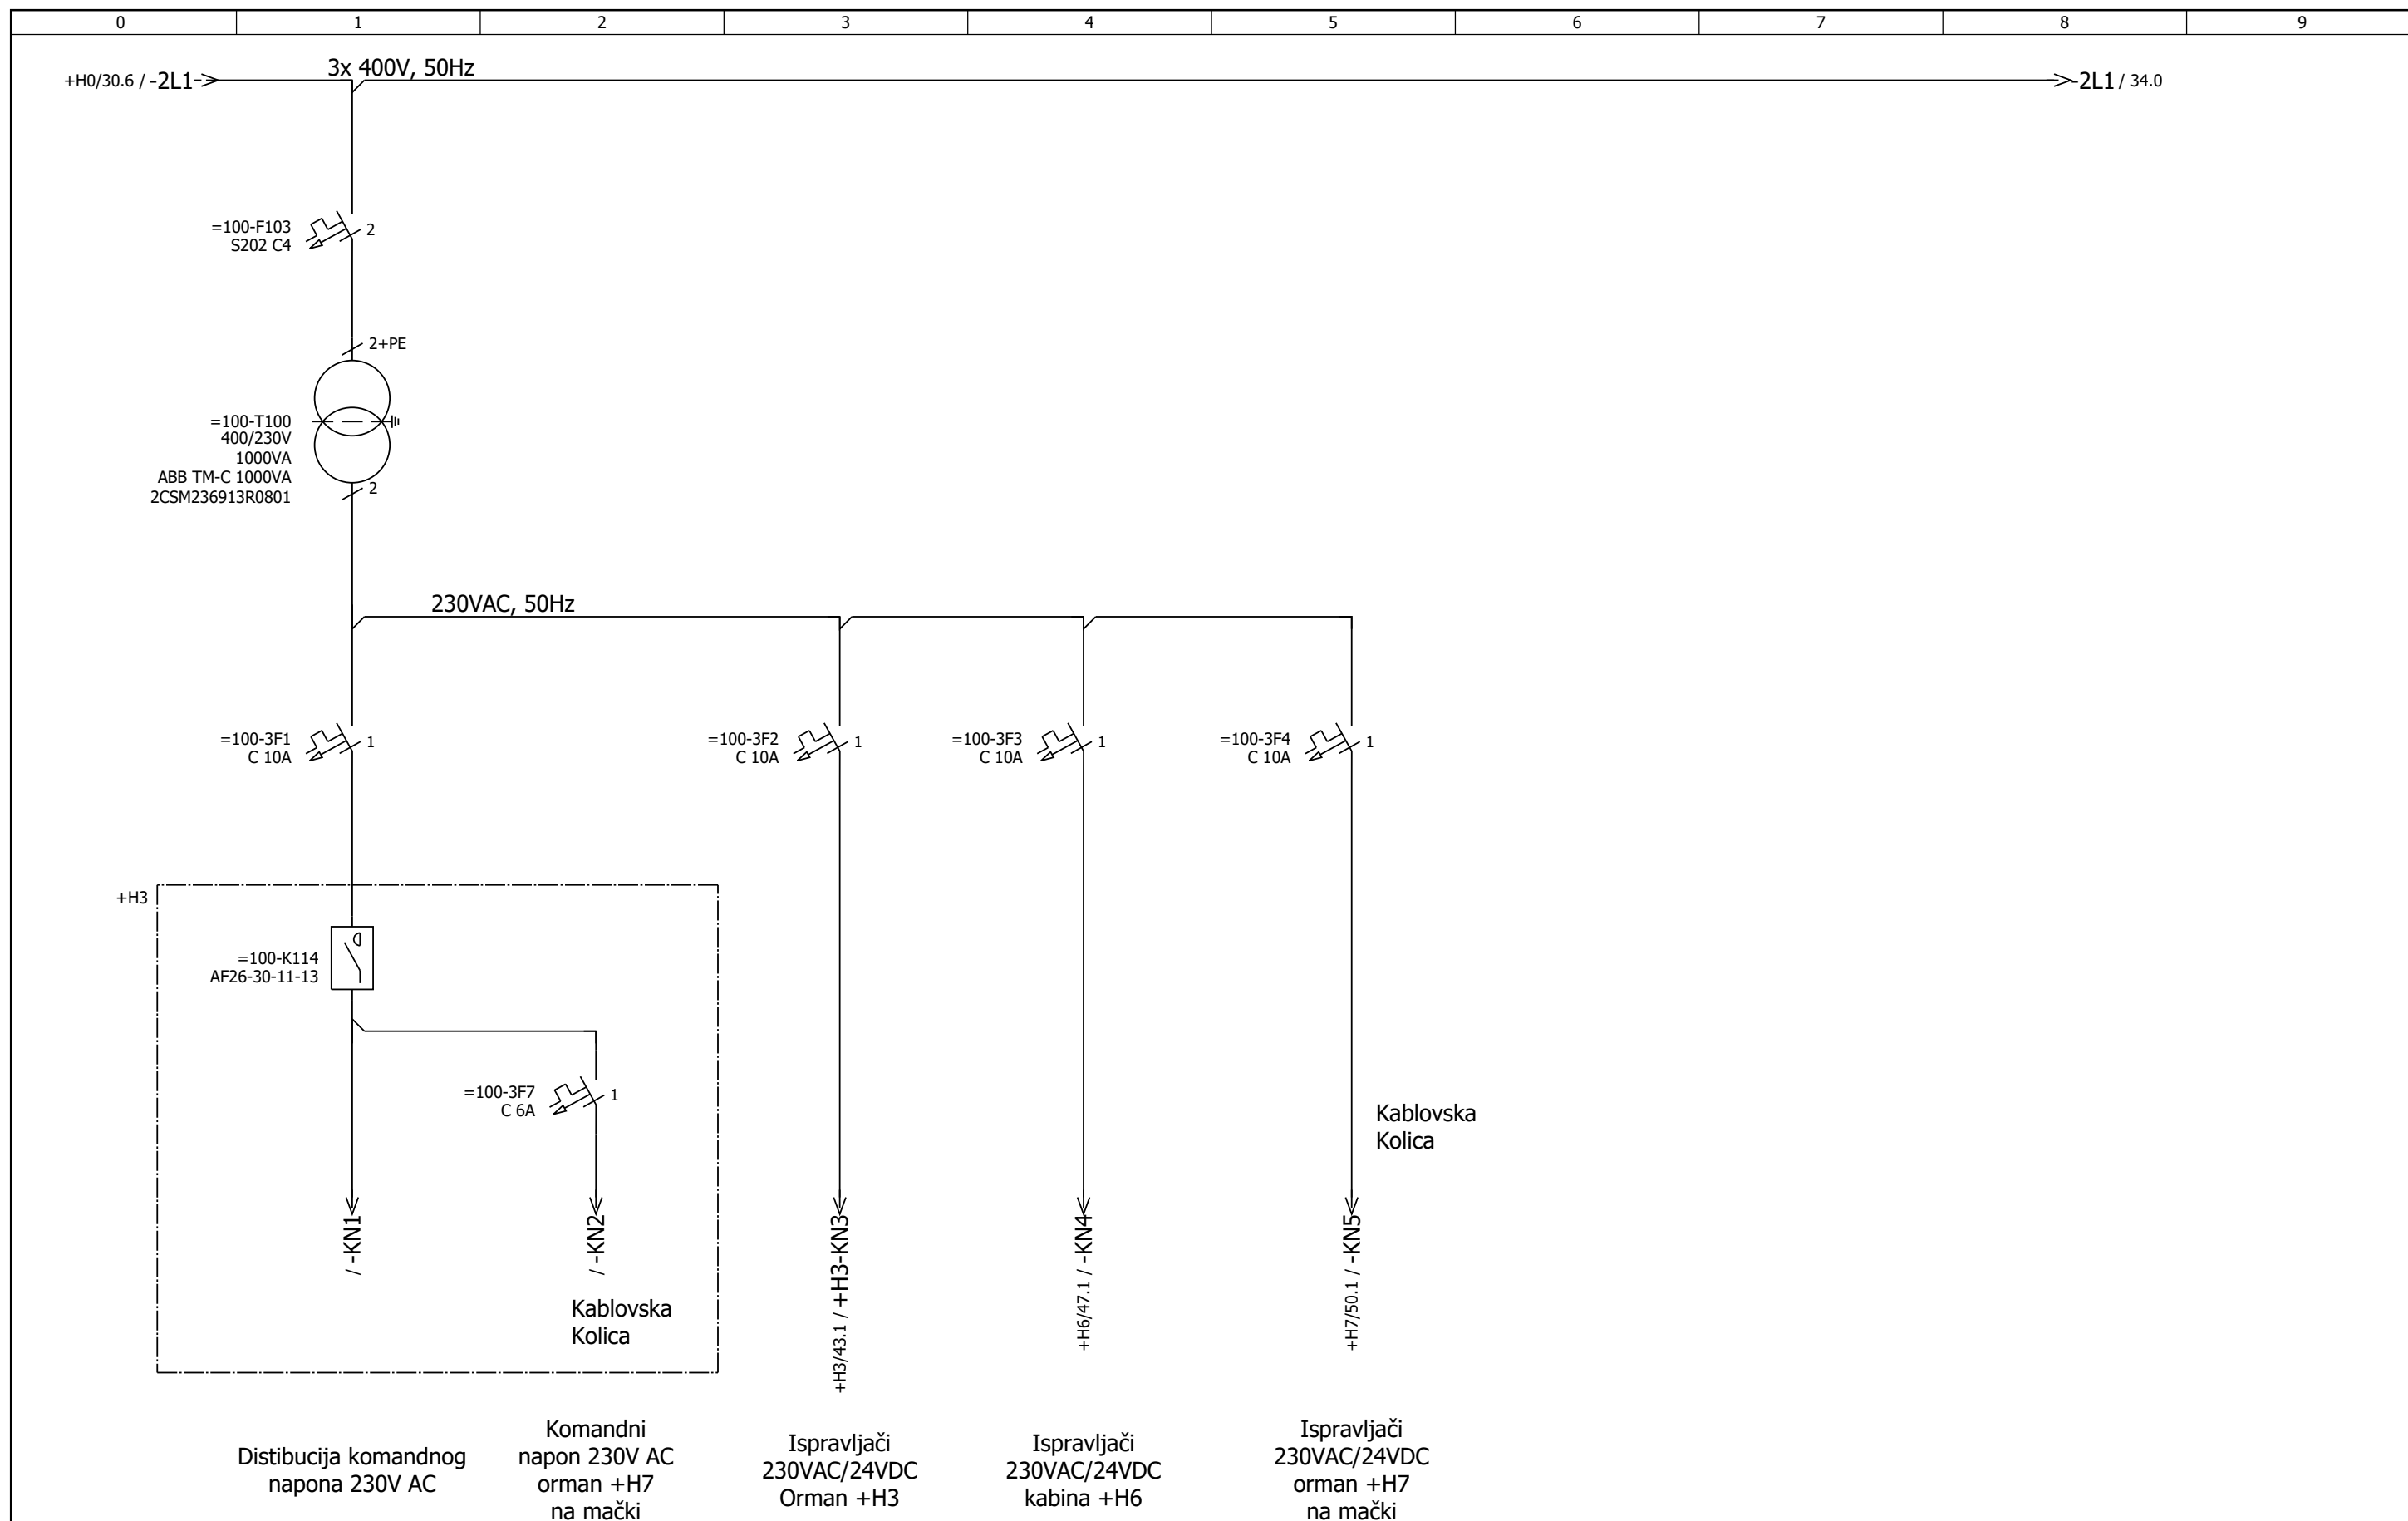 0 1 2 3 4 5 6 7 8 9
3x 400V, 50Hz
+H0/30.6 / -2L1
-2L1 / 34.0
=100-F103
S202 C4
2
2+PE
=100-T100
400/230V
1000VA
ABB TM-C 1000VA
2CSM236913R0801
2
230VAC, 50Hz
=100-3F1
C 10A
1
=100-3F2
C 10A
1
=100-3F3
C 10A
1
=100-3F4
C 10A
1
+H3
=100-K114
AF26-30-11-13
=100-3F7
C 6A
1
Kablovska
Kolica
/ -KN1
/ -KN2
+H3/43.1 / +H3-KN3
+H6/47.1 / -KN4
+H7/50.1 / -KN5
Kablovska
Kolica
Distibucija komandnog
napona 230V AC
Komandni
napon 230V AC
orman +H7
na mački
Ispravljači
230VAC/24VDC
Orman +H3
Ispravljači
230VAC/24VDC
kabina +H6
Ispravljači
230VAC/24VDC
orman +H7
na mački